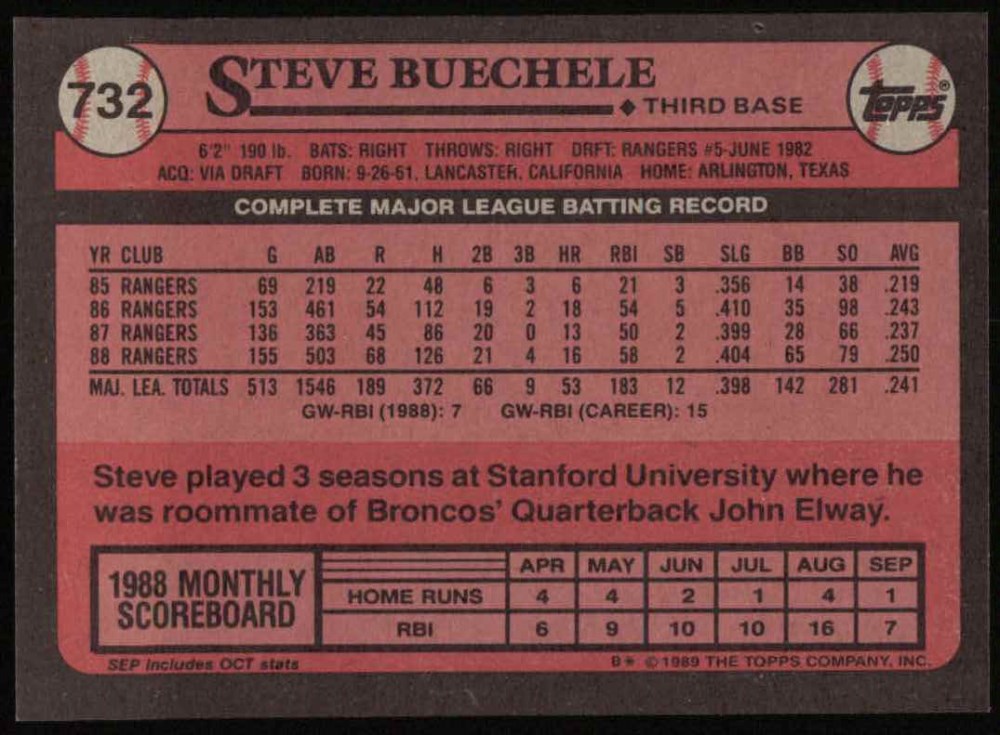 732
STEVE BUECHELE
◆ THIRD BASE
topps®
6'2" 190 lb. BATS: RIGHT THROWS: RIGHT DRFT: RANGERS #5-JUNE 1982
ACQ: VIA DRAFT BORN: 9-26-61, LANCASTER, CALIFORNIA HOME: ARLINGTON, TEXAS
COMPLETE MAJOR LEAGUE BATTING RECORD
YR CLUB G AB R H 2B 3B HR RBI SB SLG BB SO AVG
85 RANGERS 69 219 22 48 6 3 6 21 3 .356 14 38 .219
86 RANGERS 153 461 54 112 19 2 18 54 5 .410 35 98 .243
87 RANGERS 136 363 45 86 20 0 13 50 2 .399 28 66 .237
88 RANGERS 155 503 68 126 21 4 16 58 2 .404 65 79 .250
MAJ. LEA. TOTALS 513 1546 189 372 66 9 53 183 12 .398 142 281 .241
GW-RBI (1988): 7 GW-RBI (CAREER): 15
Steve played 3 seasons at Stanford University where he
was roommate of Broncos' Quarterback John Elway.
1988 MONTHLY
SCOREBOARD
APR MAY JUN JUL AUG SEP
HOME RUNS 4 4 2 1 4 1
RBI 6 9 10 10 16 7
SEP Includes OCT stats
B* © 1989 THE TOPPS COMPANY, INC.